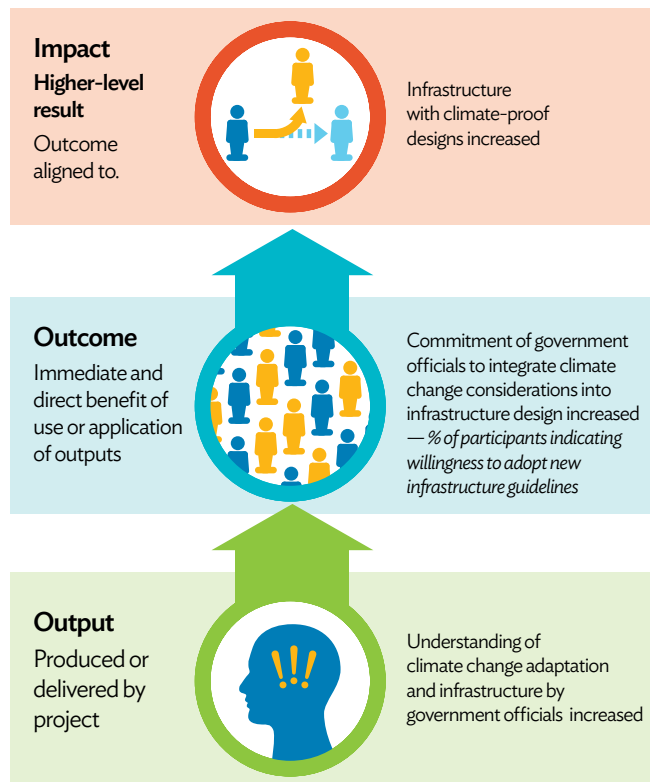 Impact
Higher-level
result
Outcome
aligned to.
Infrastructure
with climate-proof
designs increased
Outcome
Immediate and
direct benefit of
use or application
of outputs
Commitment of government
officials to integrate climate
change considerations into
infrastructure design increased
— % of participants indicating
willingness to adopt new
infrastructure guidelines
Output
Produced or
delivered by
project
Understanding of
climate change adaptation
and infrastructure by
government officials increased